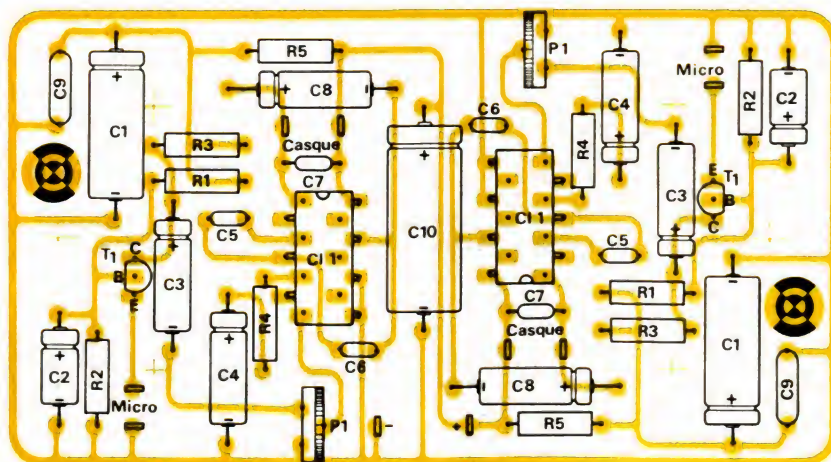 C9
C1
+
-
R5
C8
+
-
Casque
C7
R3
R1
C5
CI 1
C
T1
B
E
C3
+
-
R4
C2
+
-
R2
Micro
C4
+
-
C6
P1
-
C10
+
-
P1
C6
C4
-
+
R4
Micro
R2
C2
-
+
E
T1
B
C
C3
-
+
CI 1
C5
C7
Casque
C8
-
+
R5
+
R1
R3
C1
-
+
C9